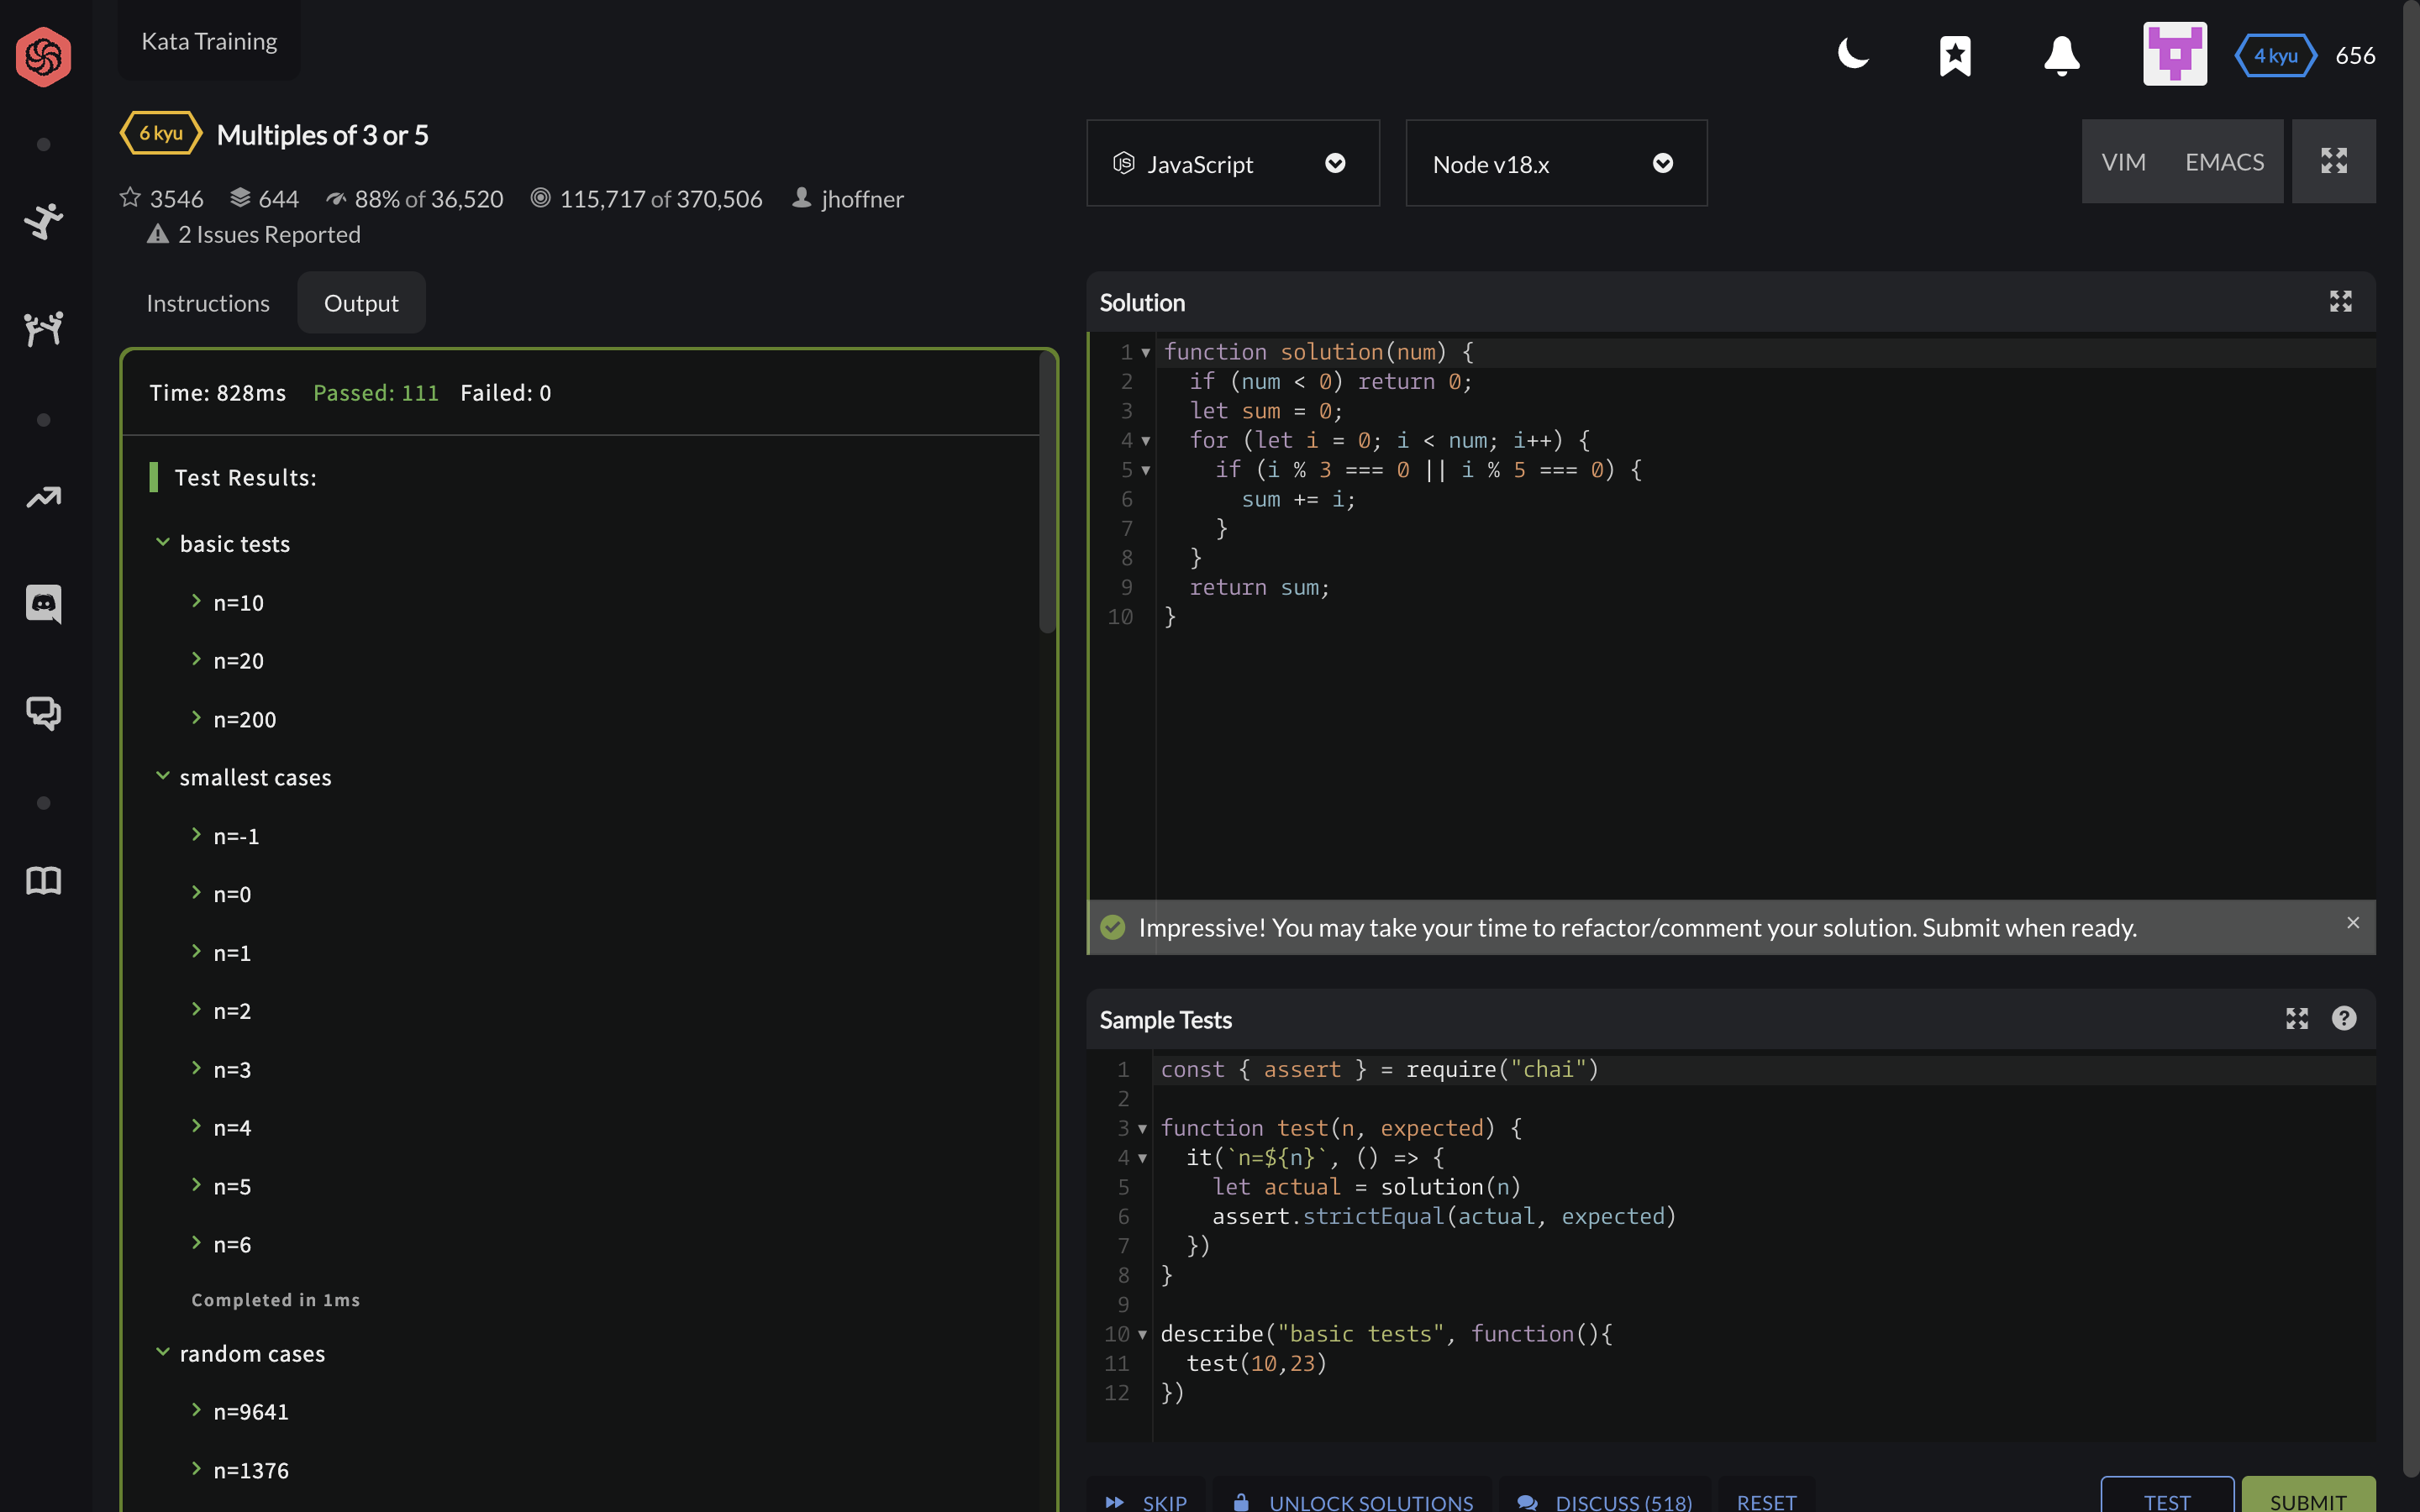 Kata Training
4 kyu 656
6 kyu Multiples of 3 or 5
3546 644 88% of 36,520 115,717 of 370,506 jhoffner
2 Issues Reported
JavaScript
Node v18.x
VIM EMACS
Instructions Output
Time: 828ms Passed: 111 Failed: 0
Test Results:
basic tests
n=10
n=20
n=200
smallest cases
n=-1
n=0
n=1
n=2
n=3
n=4
n=5
n=6
Completed in 1ms
random cases
n=9641
n=1376
Solution
1 function solution(num) {
2 if (num < 0) return 0;
3 let sum = 0;
4 for (let i = 0; i < num; i++) {
5 if (i % 3 === 0 || i % 5 === 0) {
6 sum += i;
7 }
8 }
9 return sum;
10 }
Impressive! You may take your time to refactor/comment your solution. Submit when ready.
Sample Tests
1 const { assert } = require("chai")
2
3 function test(n, expected) {
4 it(`n=${n}`, () => {
5 let actual = solution(n)
6 assert.strictEqual(actual, expected)
7 })
8 }
9
10 describe("basic tests", function(){
11 test(10,23)
12 })
SKIP UNLOCK SOLUTIONS DISCUSS (518) RESET TEST SUBMIT